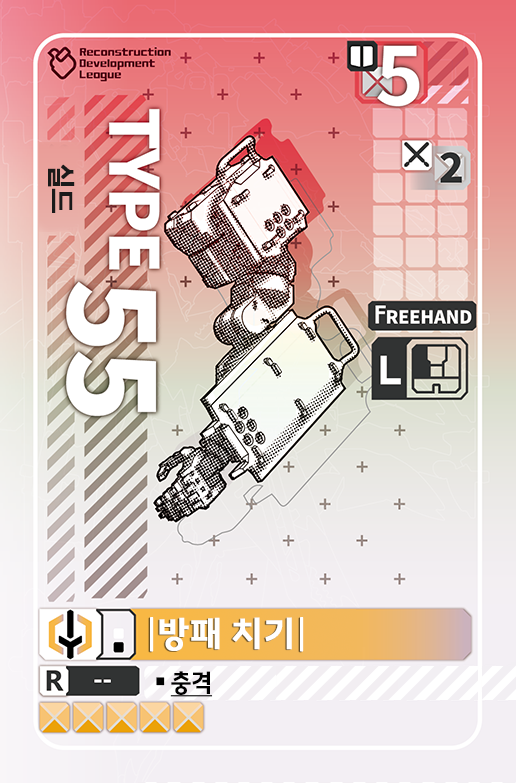 Reconstruction
Development
League
5
2
실드
TYPE 55
FREEHAND
L
|방패 치기|
R --
▪ 충격